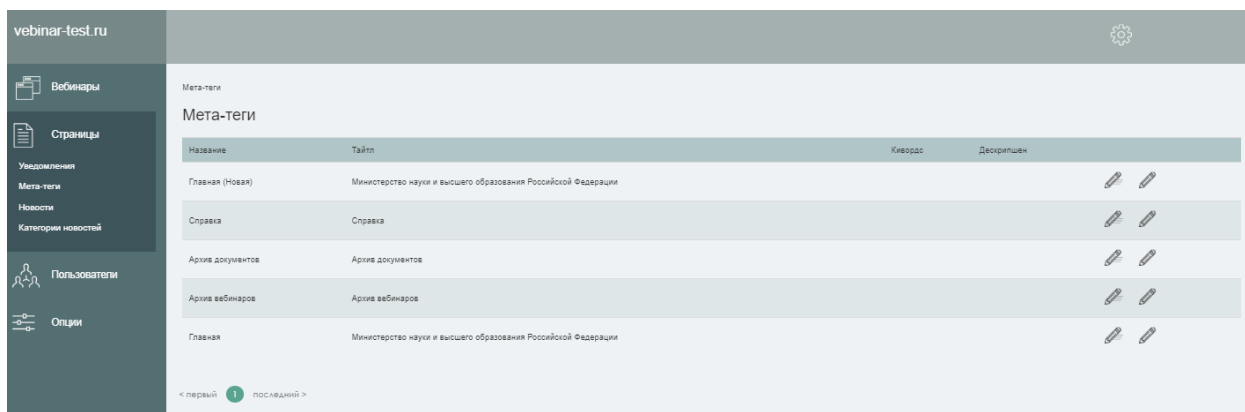 vebinar-test.ru
Вебинары
Страницы
Уведомления
Мета-теги
Новости
Категории новостей
Пользователи
Опции
Мета-теги
Мета-теги
Название Тайтл Кивордс Дескрипшен
Главная (Новая) Министерство науки и высшего образования Российской Федерации
Справка Справка
Архив документов Архив документов
Архив вебинаров Архив вебинаров
Главная Министерство науки и высшего образования Российской Федерации
< первый 1 последний >